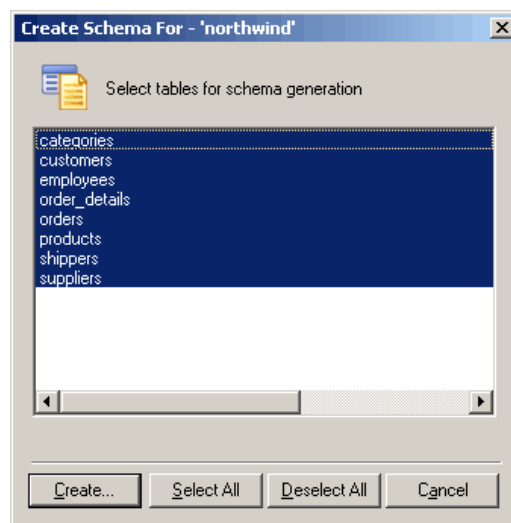 Create Schema For - 'northwind'
Select tables for schema generation
categories
customers
employees
order_details
orders
products
shippers
suppliers
Create... Select All Deselect All Cancel